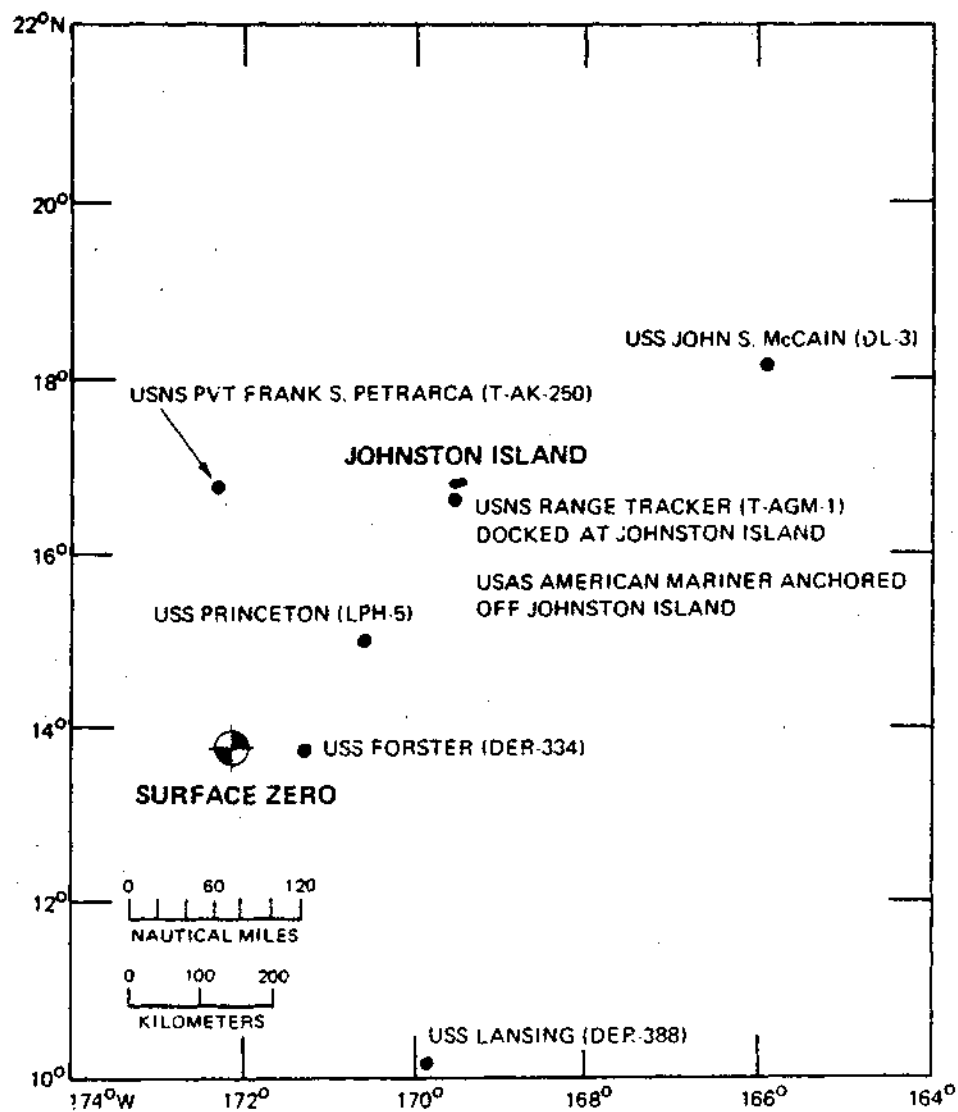 22°N
20°
USS JOHN S. McCAIN (DL-3)
18°
USNS PVT FRANK S. PETRARCA (T-AK-250)
JOHNSTON ISLAND
USNS RANGE TRACKER (T-AGM-1)
DOCKED AT JOHNSTON ISLAND
16°
USAS AMERICAN MARINER ANCHORED
OFF JOHNSTON ISLAND
USS PRINCETON (LPH-5)
14°
USS FORSTER (DER-334)
SURFACE ZERO
0 60 120
NAUTICAL MILES
12°
0 100 200
KILOMETERS
USS LANSING (DER-388)
10°
174°W 172° 170° 168° 166° 164°